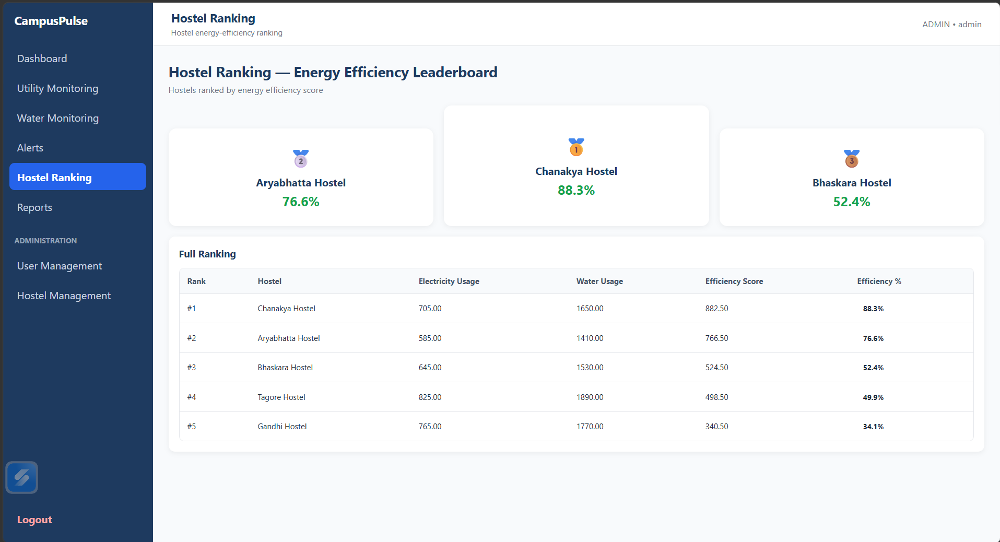 CampusPulse
Dashboard
Utility Monitoring
Water Monitoring
Alerts
Hostel Ranking
Reports
ADMINISTRATION
User Management
Hostel Management
Logout
Hostel Ranking
Hostel energy-efficiency ranking
ADMIN • admin
Hostel Ranking — Energy Efficiency Leaderboard
Hostels ranked by energy efficiency score
2
Aryabhatta Hostel
76.6%
1
Chanakya Hostel
88.3%
3
Bhaskara Hostel
52.4%
Full Ranking
Rank Hostel Electricity Usage Water Usage Efficiency Score Efficiency %
#1 Chanakya Hostel 705.00 1650.00 882.50 88.3%
#2 Aryabhatta Hostel 585.00 1410.00 766.50 76.6%
#3 Bhaskara Hostel 645.00 1530.00 524.50 52.4%
#4 Tagore Hostel 825.00 1890.00 498.50 49.9%
#5 Gandhi Hostel 765.00 1770.00 340.50 34.1%